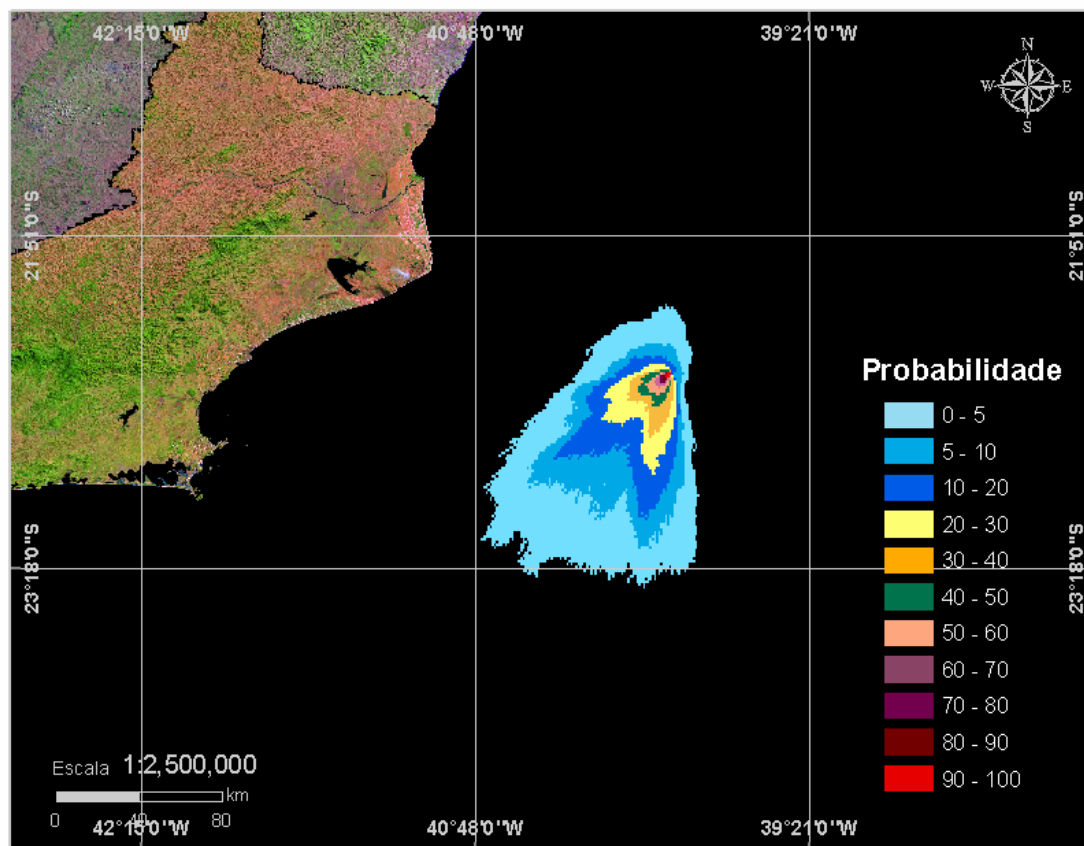 42°15'0"W 40°48'0"W 39°21'0"W
N
W E
S
21°51'0"S 21°51'0"S
Probabilidade
0 - 5
5 - 10
10 - 20
20 - 30
30 - 40
40 - 50
50 - 60
60 - 70
70 - 80
80 - 90
90 - 100
23°18'0"S 23°18'0"S
Escala 1:2,500,000
km
0 40 80
42°15'0"W 40°48'0"W 39°21'0"W